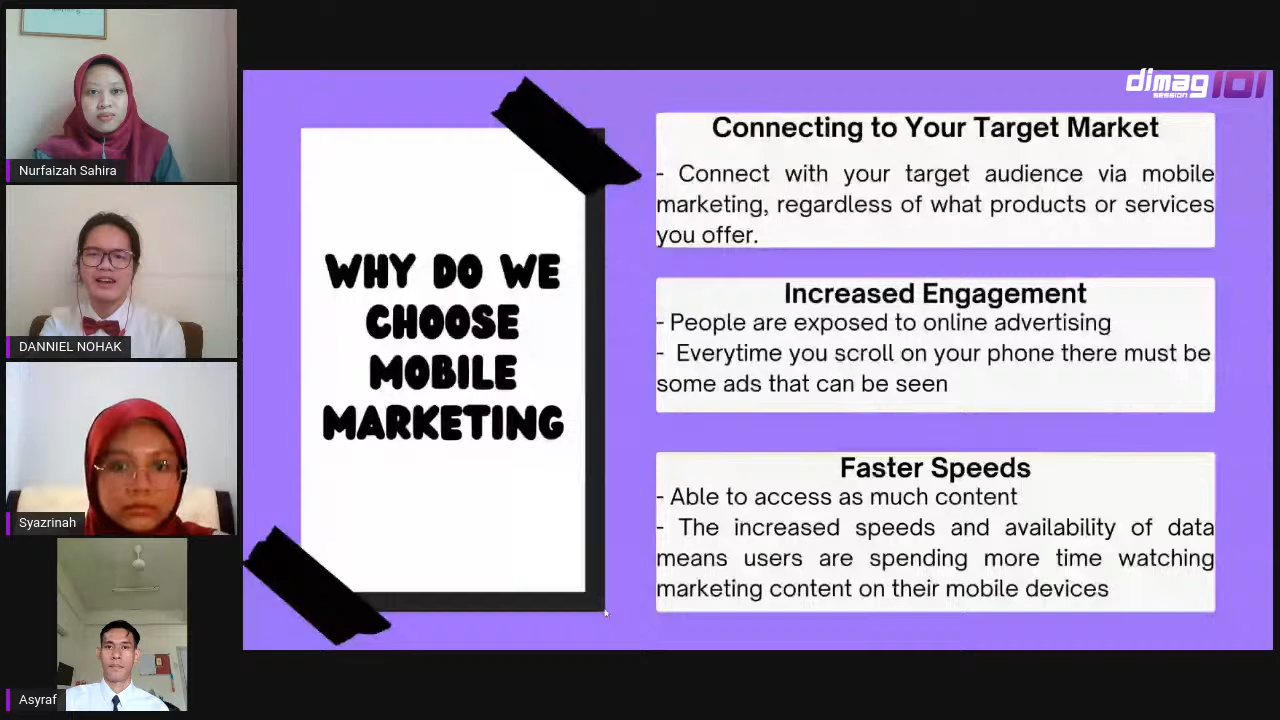 Nurfaizah Sahira
DANNIEL NOHAK
Syazrinah
Asyraf
dimag101
SESSION
WHY DO WE
CHOOSE
MOBILE
MARKETING
Connecting to Your Target Market
- Connect with your target audience via mobile
marketing, regardless of what products or services
you offer.
Increased Engagement
- People are exposed to online advertising
- Everytime you scroll on your phone there must be
some ads that can be seen
Faster Speeds
- Able to access as much content
- The increased speeds and availability of data
means users are spending more time watching
marketing content on their mobile devices